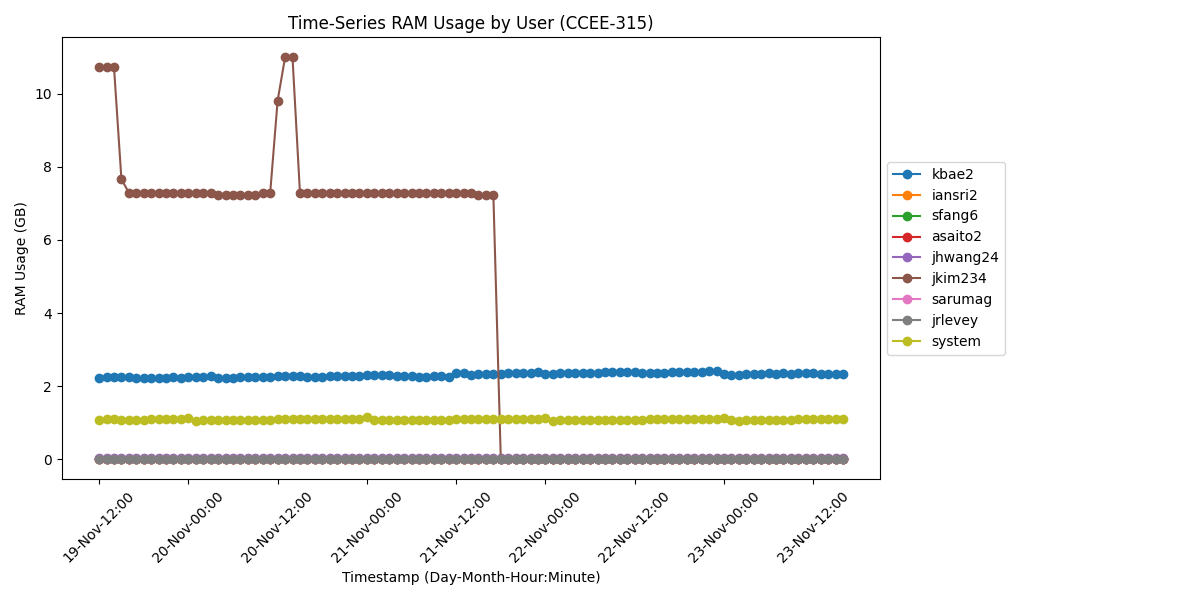 Time-Series RAM Usage by User (CCEE-315)
RAM Usage (GB)
10
8
6
4
2
0
19-Nov-12:00
20-Nov-00:00
20-Nov-12:00
21-Nov-00:00
21-Nov-12:00
22-Nov-00:00
22-Nov-12:00
23-Nov-00:00
23-Nov-12:00
Timestamp (Day-Month-Hour:Minute)
kbae2
iansri2
sfang6
asaito2
jhwang24
jkim234
sarumag
jrlevey
system